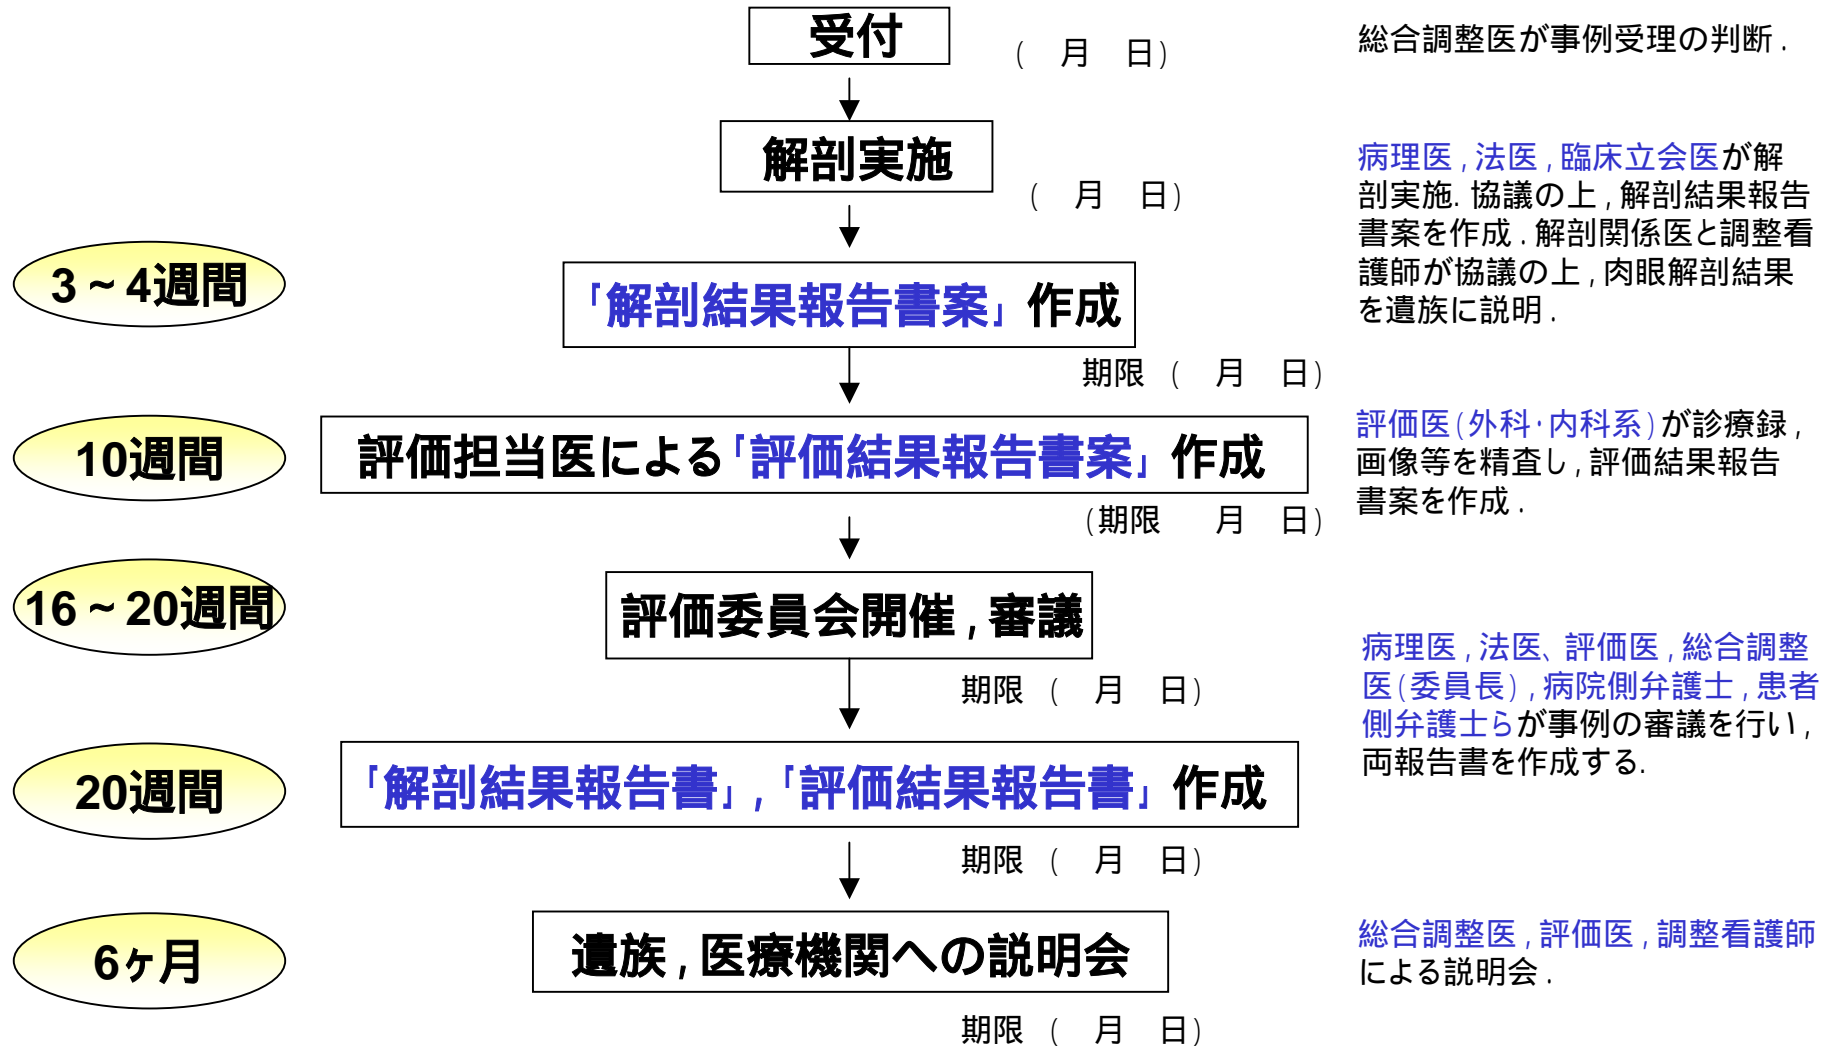 受付
(　月　日)
総合調整医が事例受理の判断．
解剖実施
(　月　日)
病理医，法医，臨床立会医が解
剖実施．協議の上，解剖結果報告
書案を作成．解剖関係医と調整看
護師が協議の上，肉眼解剖結果
を遺族に説明．
3～4週間
「解剖結果報告書案」作成
期限 (　月　日)
10週間
評価担当医による「評価結果報告書案」作成
(期限　月　日)
評価医(外科・内科系)が診療録，
画像等を精査し，評価結果報告
書案を作成．
16～20週間
評価委員会開催，審議
期限 (　月　日)
病理医，法医、評価医，総合調整
医(委員長)，病院側弁護士，患者
側弁護士らが事例の審議を行い，
両報告書を作成する．
20週間
「解剖結果報告書」，「評価結果報告書」作成
期限 (　月　日)
6ヶ月
遺族，医療機関への説明会
期限 (　月　日)
総合調整医，評価医，調整看護師
による説明会．